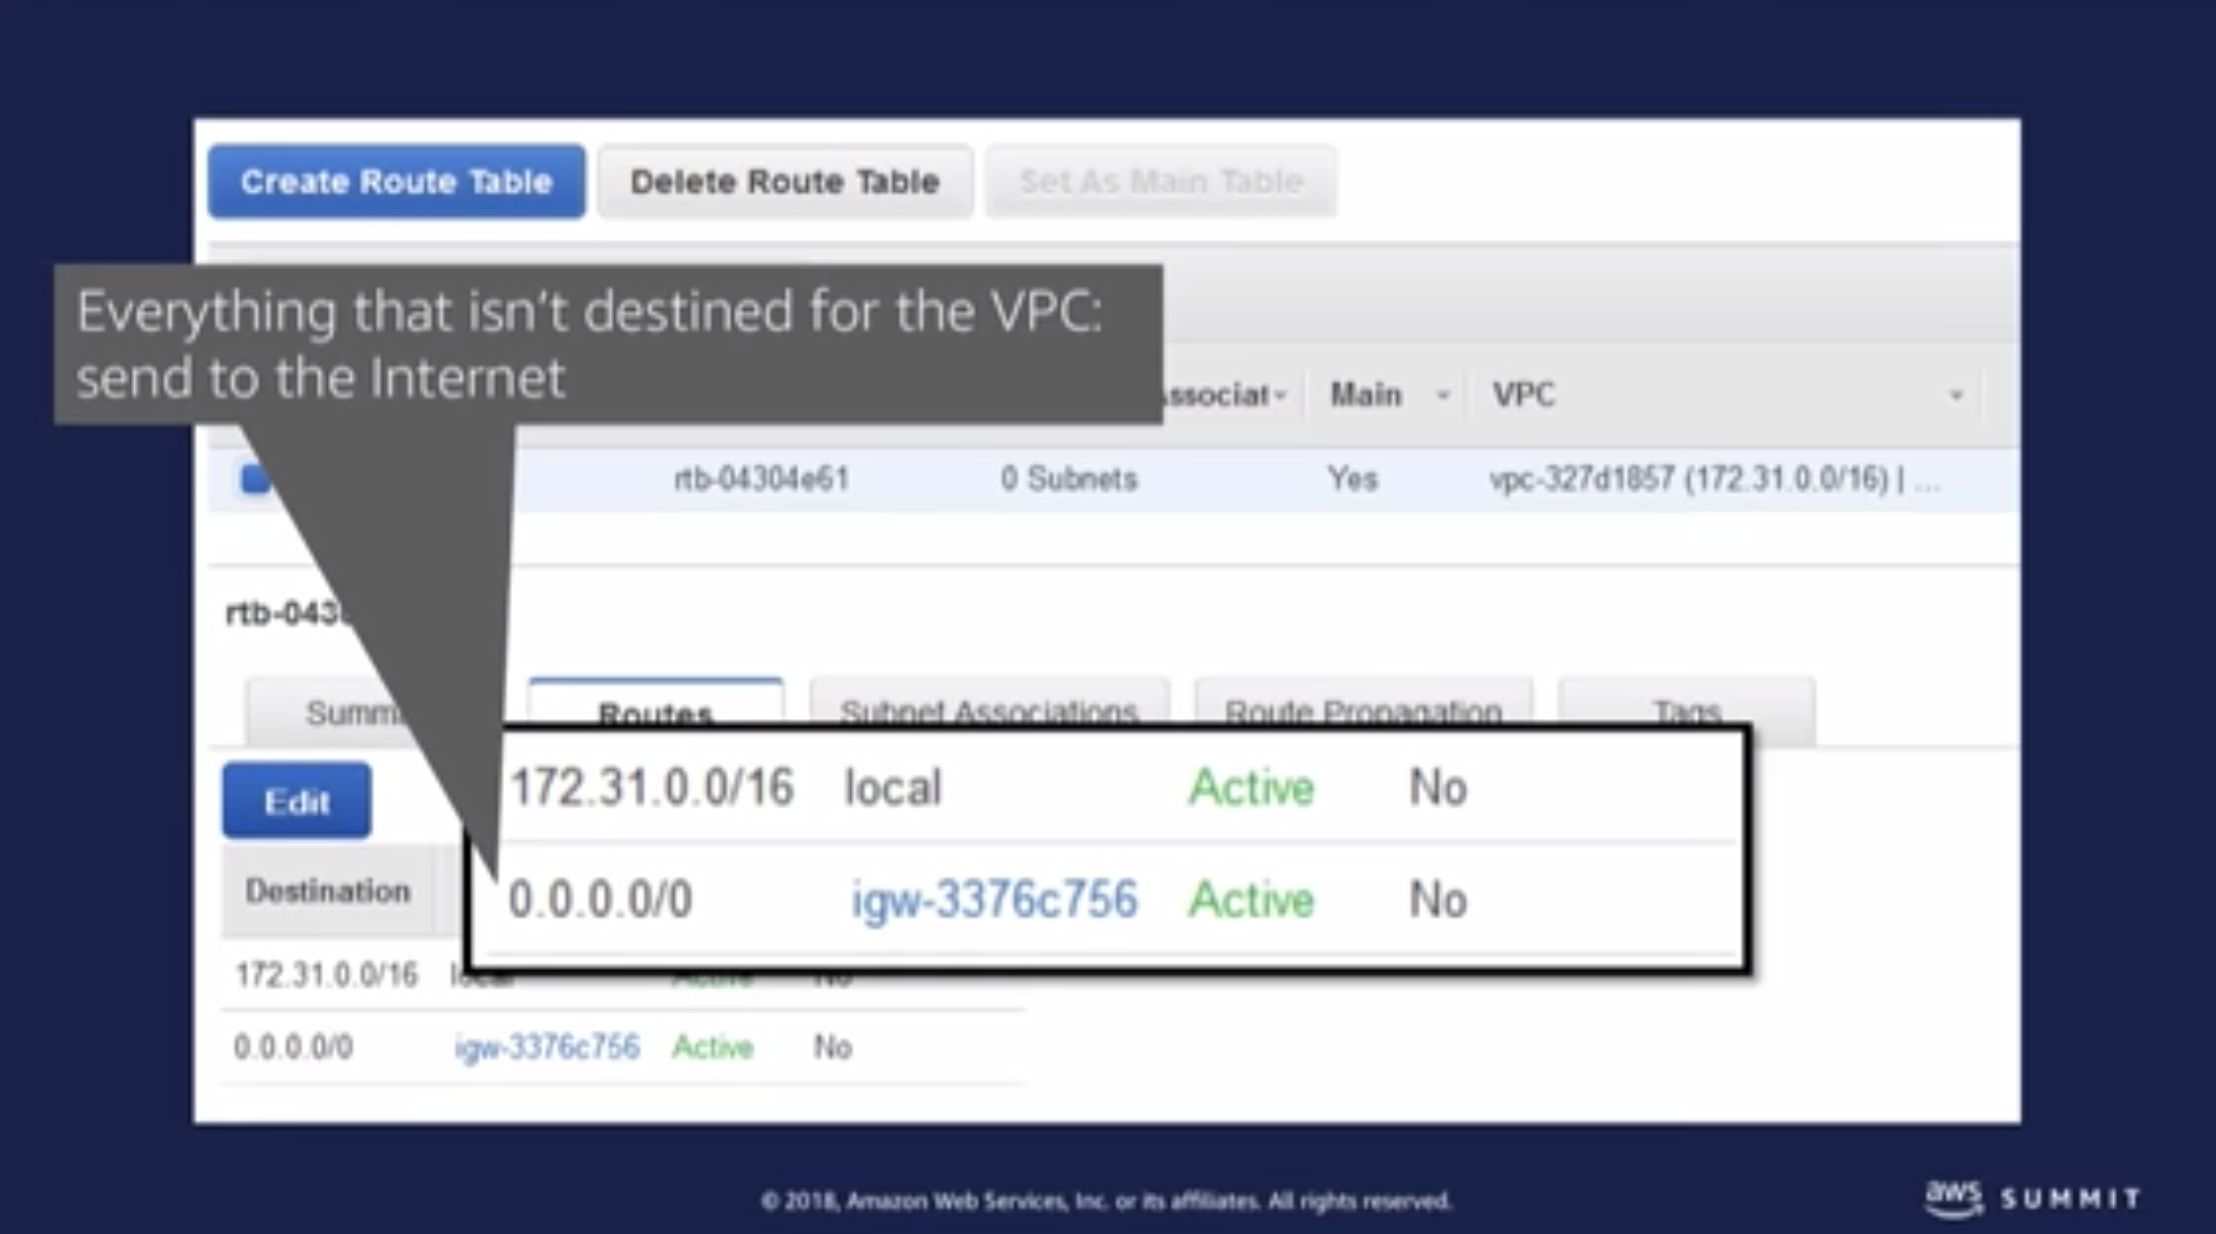 Create Route Table Delete Route Table Set As Main Table
Everything that isn't destined for the VPC:
send to the Internet
Main VPC
rtb-04304e61 0 Subnets Yes vpc-327d1857 (172.31.0.0/16) | ...
Routes Subnet Associations Route Propagation Tags
Edit
172.31.0.0/16 local Active No
0.0.0.0/0 igw-3376c756 Active No
Destination
172.31.0.0/16 local Active No
0.0.0.0/0 igw-3376c756 Active No
© 2018, Amazon Web Services, Inc. or its affiliates. All rights reserved.
aws SUMMIT